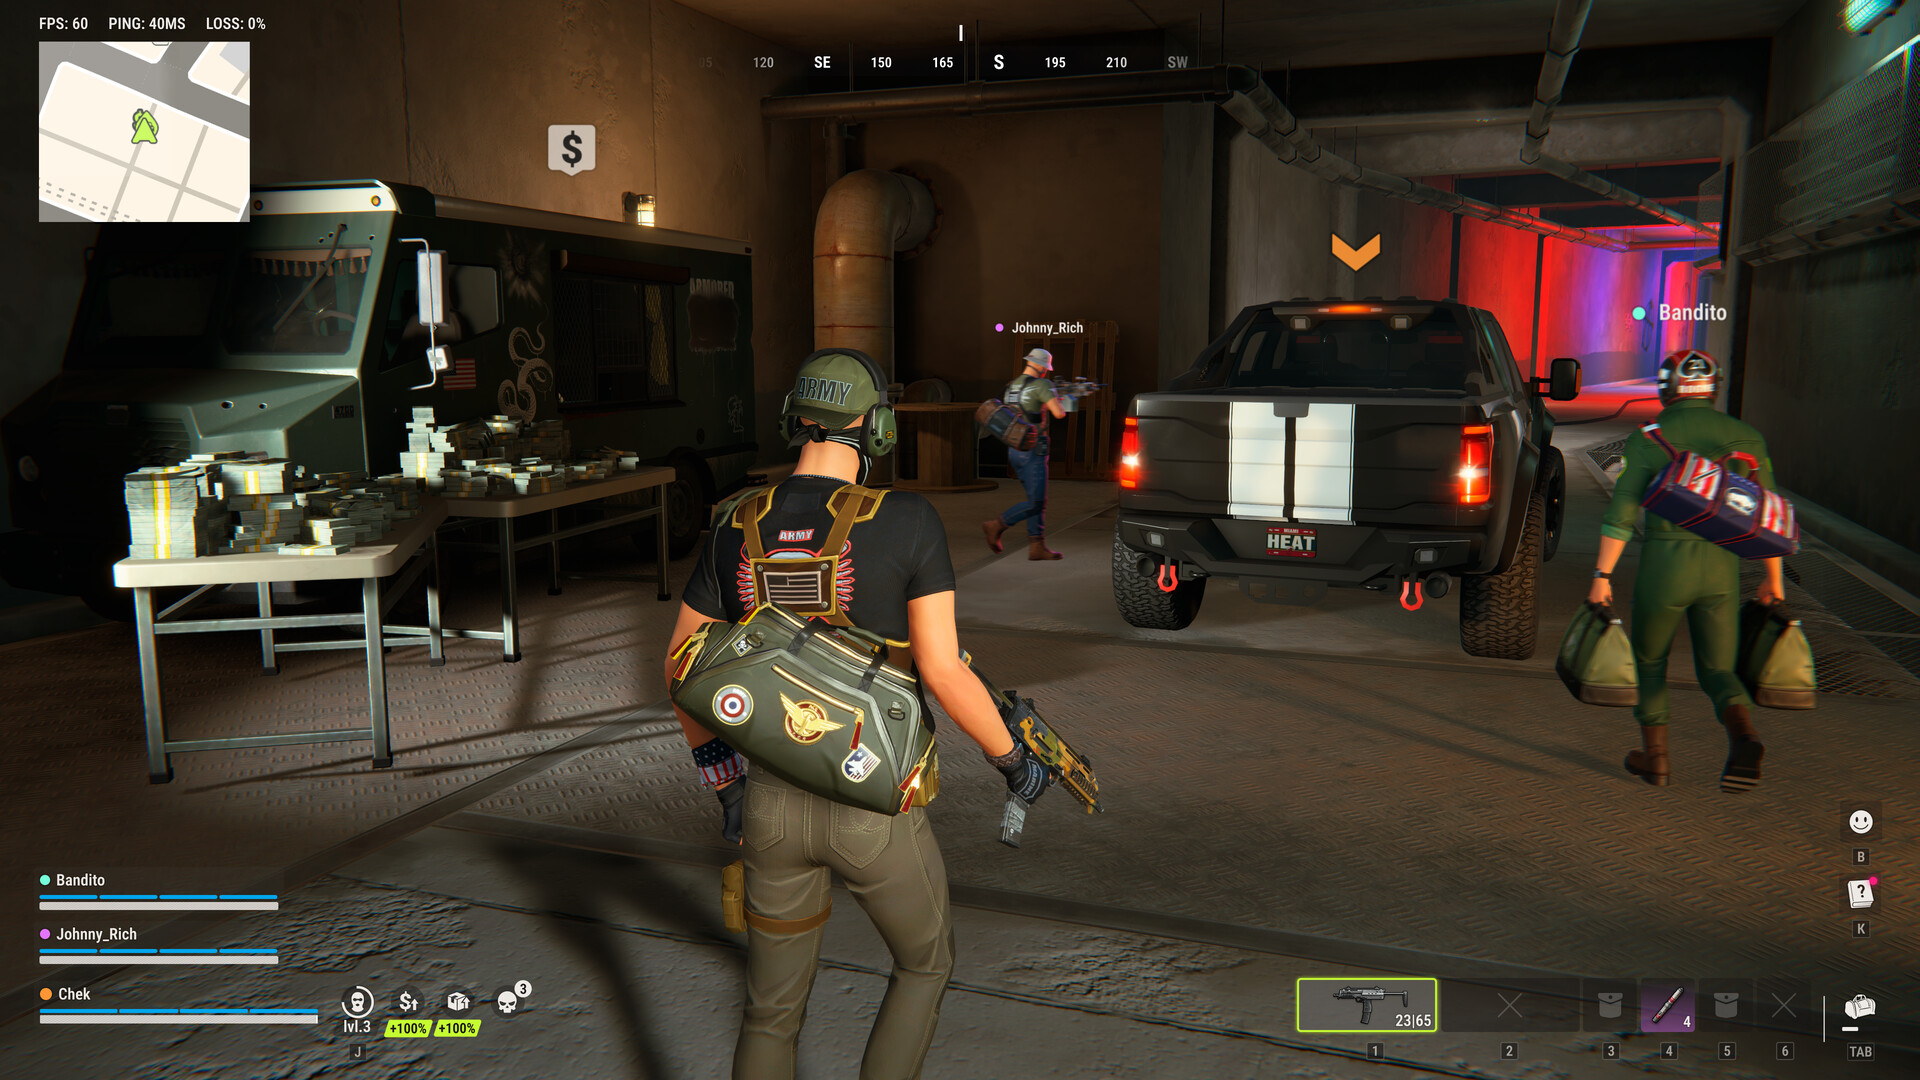 FPS: 60 PING: 40MS LOSS: 0%
120 SE 150 165 S 195 210 SW
$
ARMORED
Johnny_Rich
Bandito
ARMY
ARMY
HEAT
Bandito
Johnny_Rich
Chek
3
lvl.3
+100% +100%
J
23|65
4
1 2 3 4 5 6 TAB
B
?
K